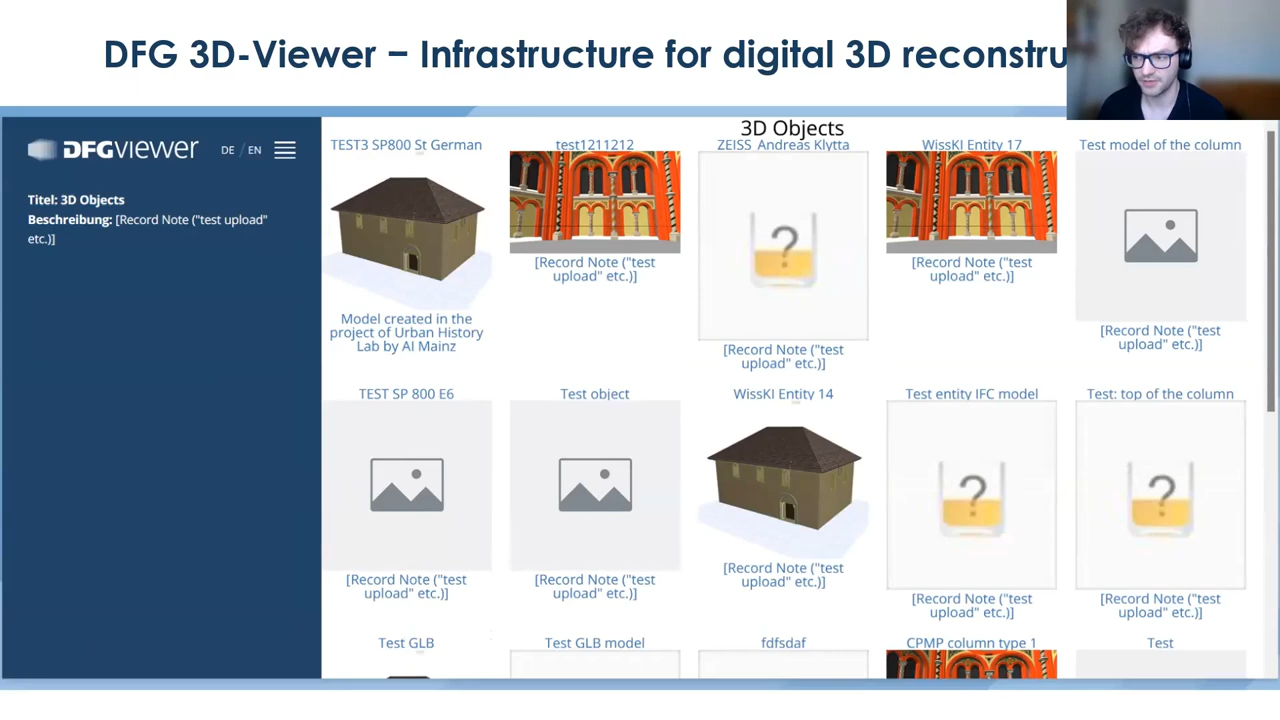 DFG 3D-Viewer – Infrastructure for digital 3D reconstru
DFGVIEWER
DE / EN
Titel: 3D Objects
Beschreibung: [Record Note ("test upload"
etc.)]
3D Objects
TEST3 SP800 St German
test1211212
ZEISS_Andreas Klytta
WissKI Entity 17
Test model of the column
Model created in the
project of Urban History
Lab by AI Mainz
[Record Note ("test
upload" etc.)]
[Record Note ("test
upload" etc.)]
[Record Note ("test
upload" etc.)]
[Record Note ("test
upload" etc.)]
TEST SP 800 E6
Test object
WissKI Entity 14
Test entity IFC model
Test: top of the column
[Record Note ("test
upload" etc.)]
[Record Note ("test
upload" etc.)]
[Record Note ("test
upload" etc.)]
[Record Note ("test
upload" etc.)]
[Record Note ("test
upload" etc.)]
Test GLB
Test GLB model
fdfsdaf
CPMP column type 1
Test